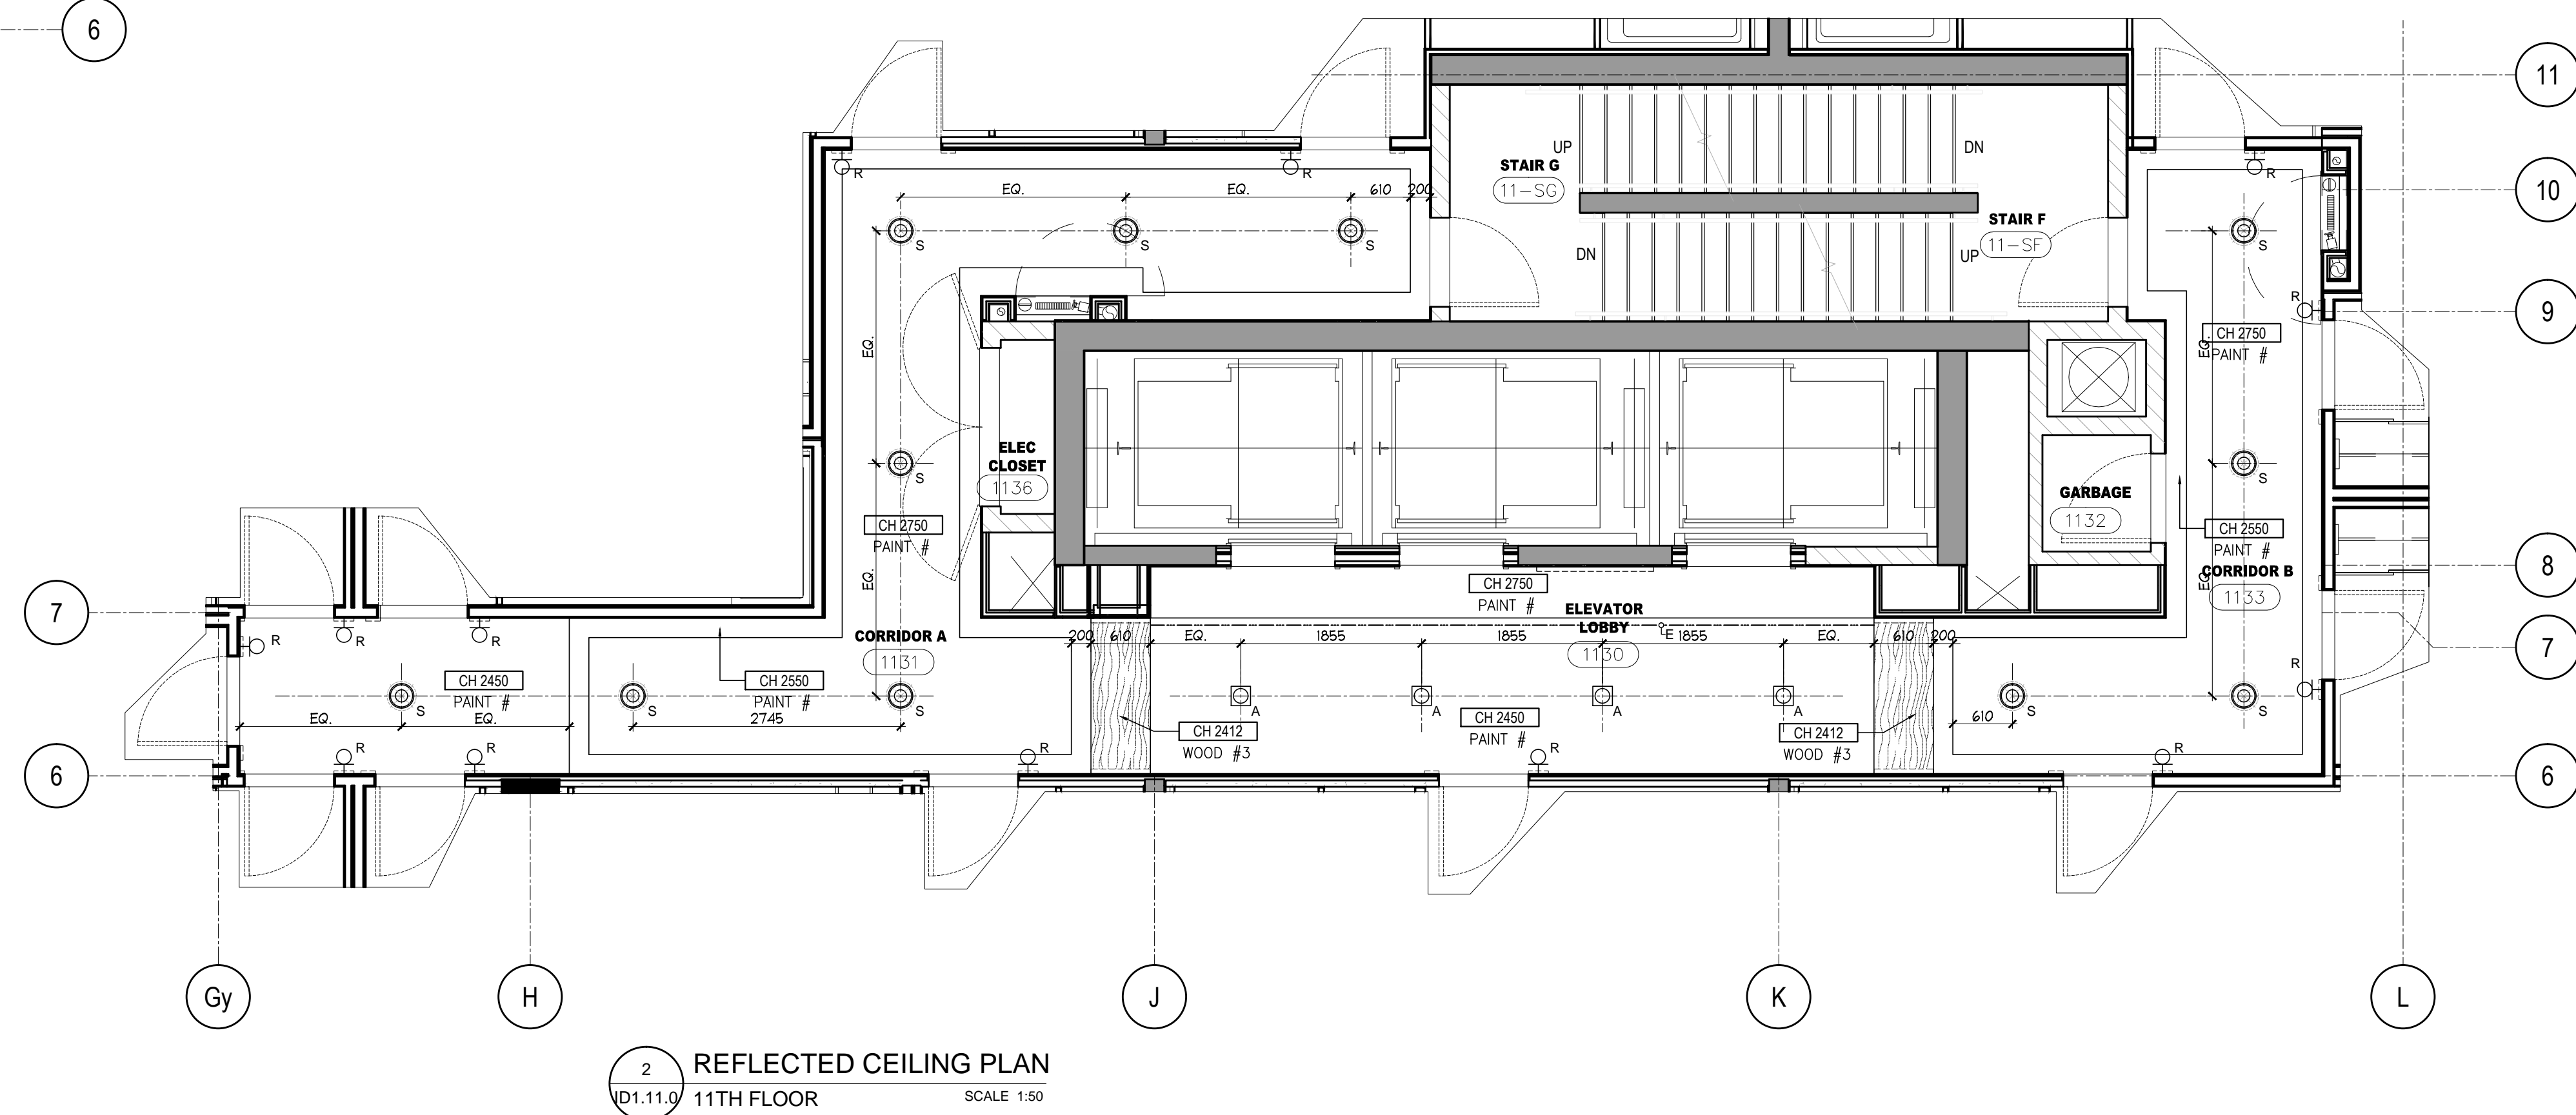 6
11
UP
STAIR G
11-SG
DN
10
R
R
R
EQ.
EQ.
610
200
STAIR F
11-SF
S
S
S
S
DN
UP
9
R
CH 2750
PAINT #
EQ.
EQ.
ELEC
CLOSET
1136
S
S
GARBAGE
1132
CH 2750
PAINT #
CH 2550
PAINT #
8
EQ.
EQ.
CORRIDOR B
1133
CH 2750
PAINT #
7
R
R
R
ELEVATOR
LOBBY
1130
CORRIDOR A
1131
200
610
EQ.
1855
1855
E
1855
EQ.
610
200
7
R
CH 2450
PAINT #
CH 2550
PAINT #
S
S
S
A
A
A
A
S
S
EQ.
EQ.
2745
CH 2412
WOOD #3
CH 2450
PAINT #
CH 2412
WOOD #3
610
R
R
R
R
R
6
6
Gy
H
J
K
L
2
ID1.11.0
REFLECTED CEILING PLAN
11TH FLOOR
SCALE 1:50